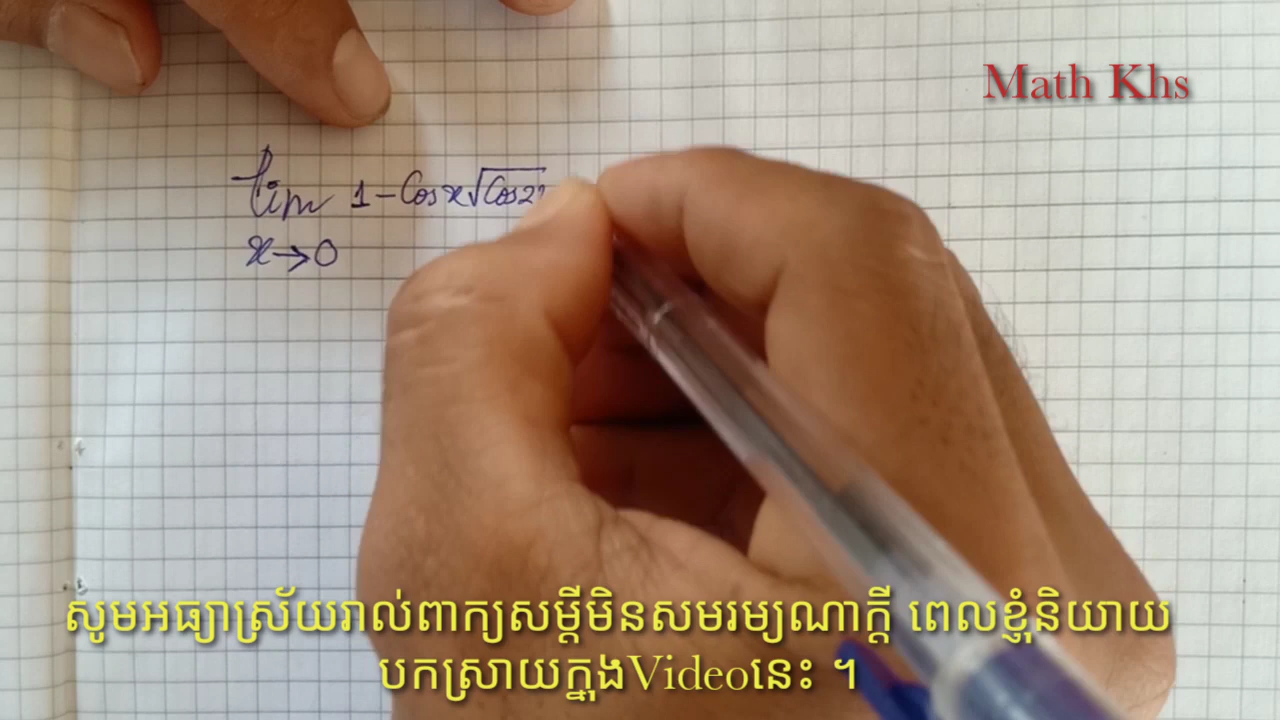 Math Khs
lim 1 - Cos x √Cos2
x → 0
សូមអធ្យាស្រ័យរាល់ពាក្យសម្ដីមិនសមរម្យណាក្ដី ពេលខ្ញុំនិយាយ
បកស្រាយក្នុងVideoនេះ ។